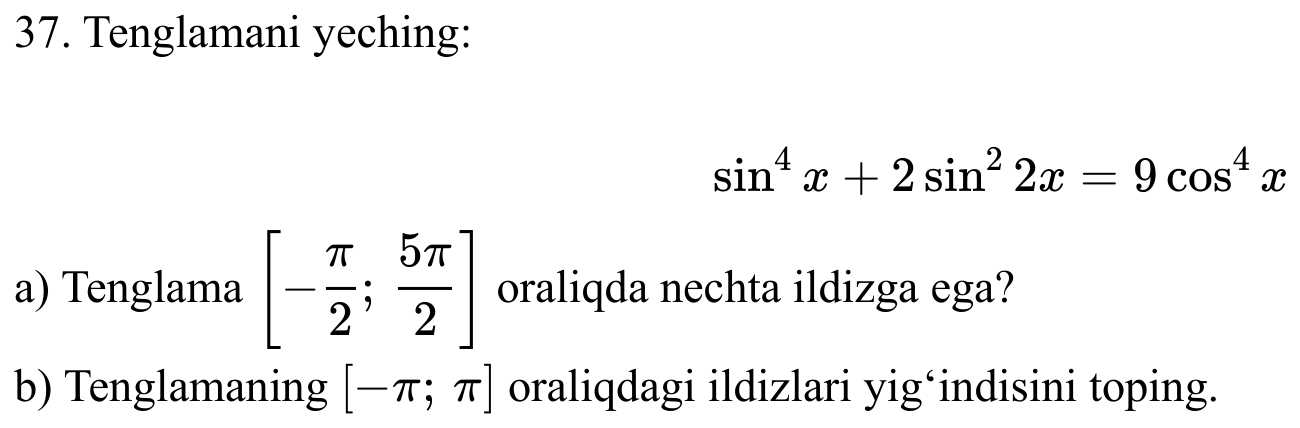 37. Tenglamani yeching:
sin⁴ x + 2 sin² 2x = 9 cos⁴ x
a) Tenglama [−π/2; 5π/2] oraliqda nechta ildizga ega?
b) Tenglamaning [−π; π] oraliqdagi ildizlari yig‘indisini toping.